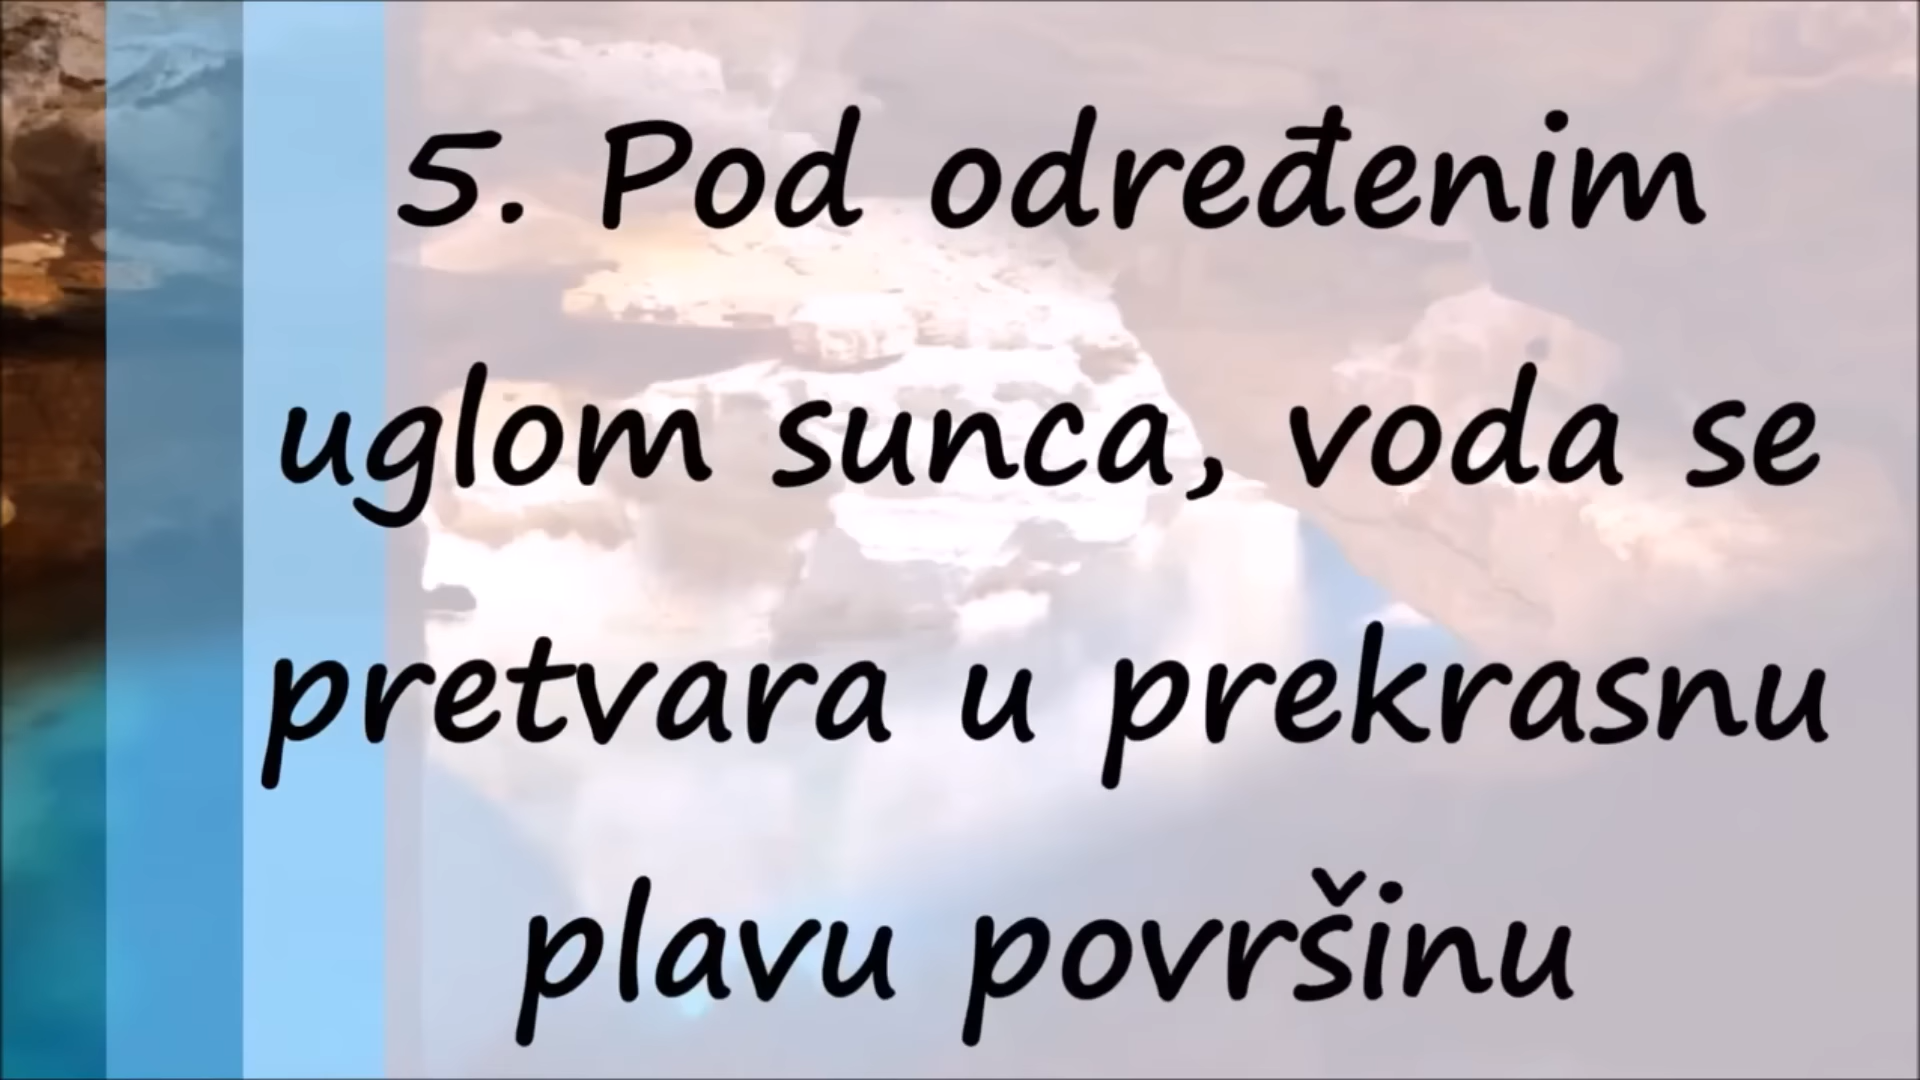 5. Pod određenim
uglom sunca, voda se
pretvara u prekrasnu
plavu površinu